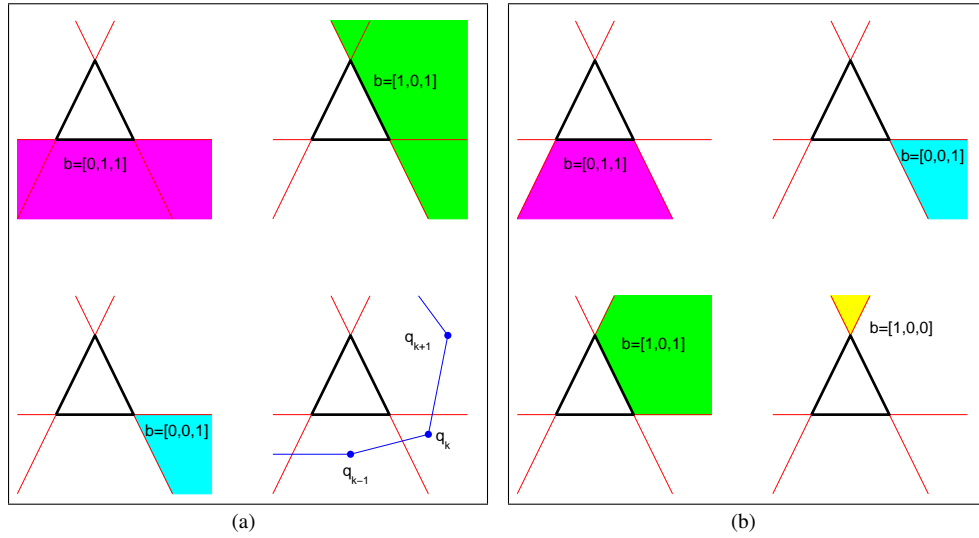 b=[1,0,1]
b=[0,1,1]
b=[0,0,1]
q_{k+1}
q_k
q_{k−1}
(a)
b=[0,1,1]
b=[0,0,1]
b=[1,0,1]
b=[1,0,0]
(b)